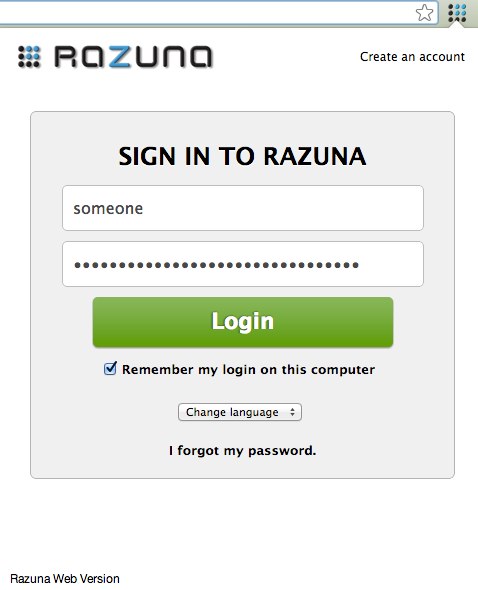 RAZUNA
Create an account
SIGN IN TO RAZUNA
someone
••••••••••••••••••••••••••••••••
Login
Remember my login on this computer
Change language
I forgot my password.
Razuna Web Version